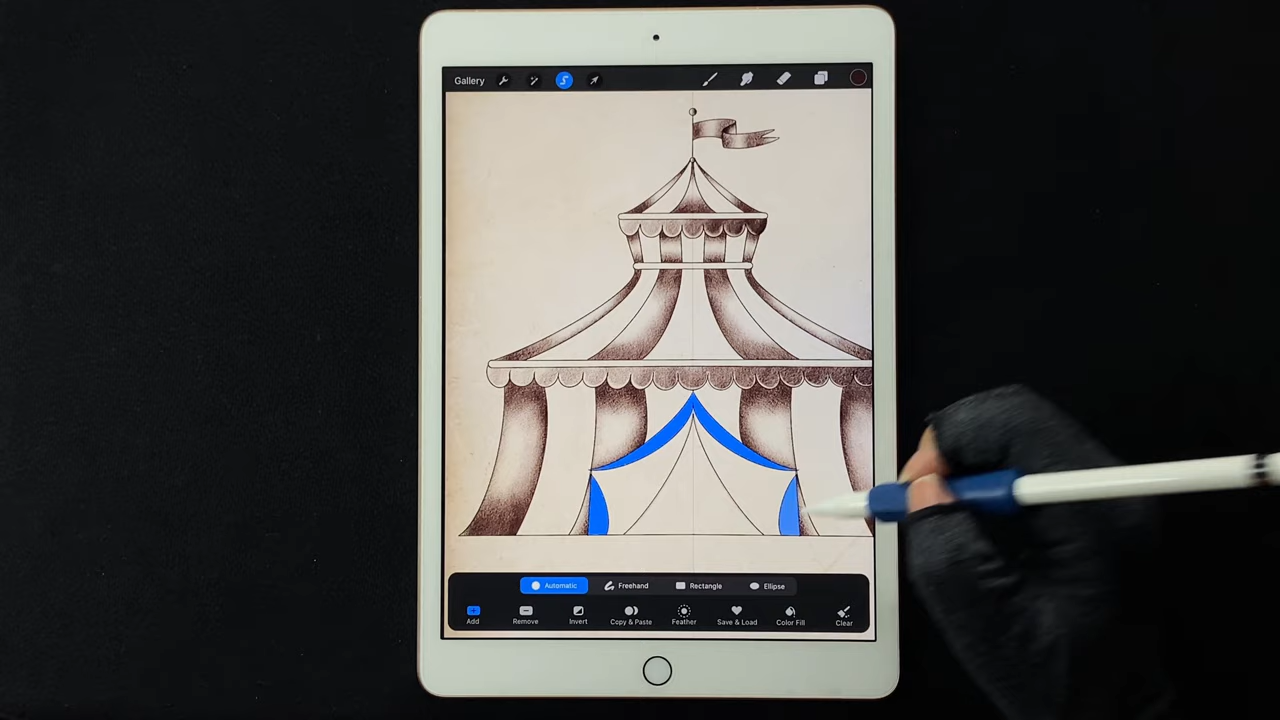 Gallery
Automatic Freehand Rectangle Ellipse
Add Remove Invert Copy & Paste Feather Save & Load Color Fill Clear